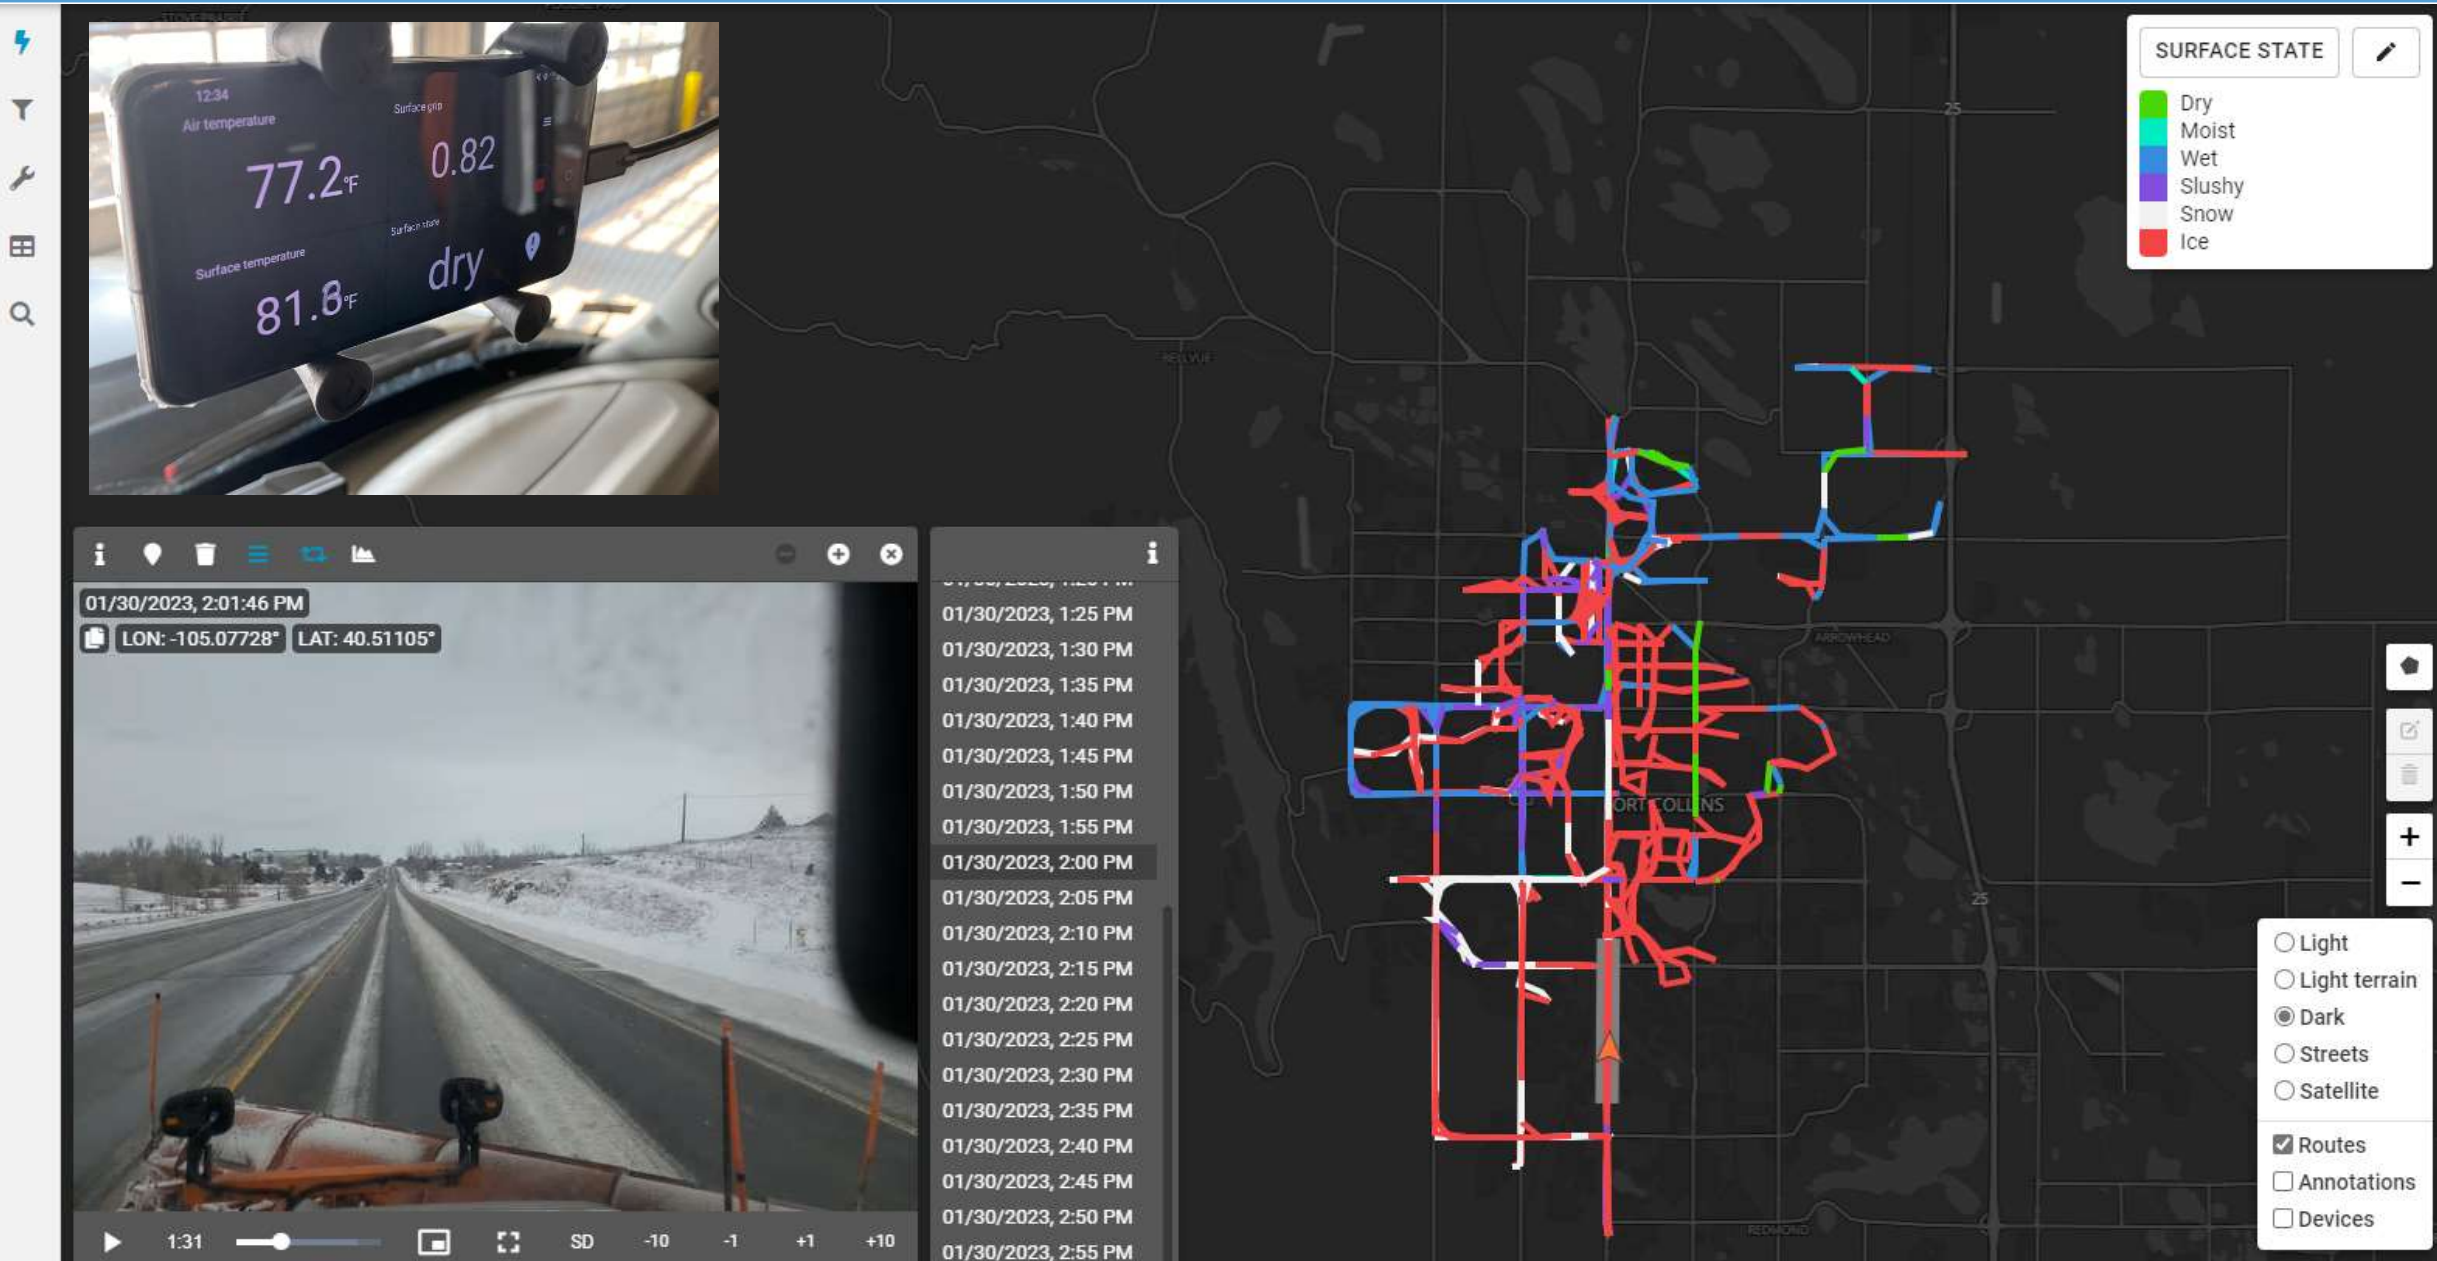 12:34
Air temperature
77.2°F
Surface grip
0.82
Surface temperature
81.8°F
Surface state
dry
SURFACE STATE
Dry
Moist
Wet
Slushy
Snow
Ice
25
BELLVUE
ARROWHEAD
25
REDMOND
01/30/2023, 2:01:46 PM
LON: -105.07728° LAT: 40.51105°
1:31
SD
-10
-1
+1
+10
01/30/2023, 1:25 PM
01/30/2023, 1:30 PM
01/30/2023, 1:35 PM
01/30/2023, 1:40 PM
01/30/2023, 1:45 PM
01/30/2023, 1:50 PM
01/30/2023, 1:55 PM
01/30/2023, 2:00 PM
01/30/2023, 2:05 PM
01/30/2023, 2:10 PM
01/30/2023, 2:15 PM
01/30/2023, 2:20 PM
01/30/2023, 2:25 PM
01/30/2023, 2:30 PM
01/30/2023, 2:35 PM
01/30/2023, 2:40 PM
01/30/2023, 2:45 PM
01/30/2023, 2:50 PM
01/30/2023, 2:55 PM
+
−
Light
Light terrain
Dark
Streets
Satellite
Routes
Annotations
Devices